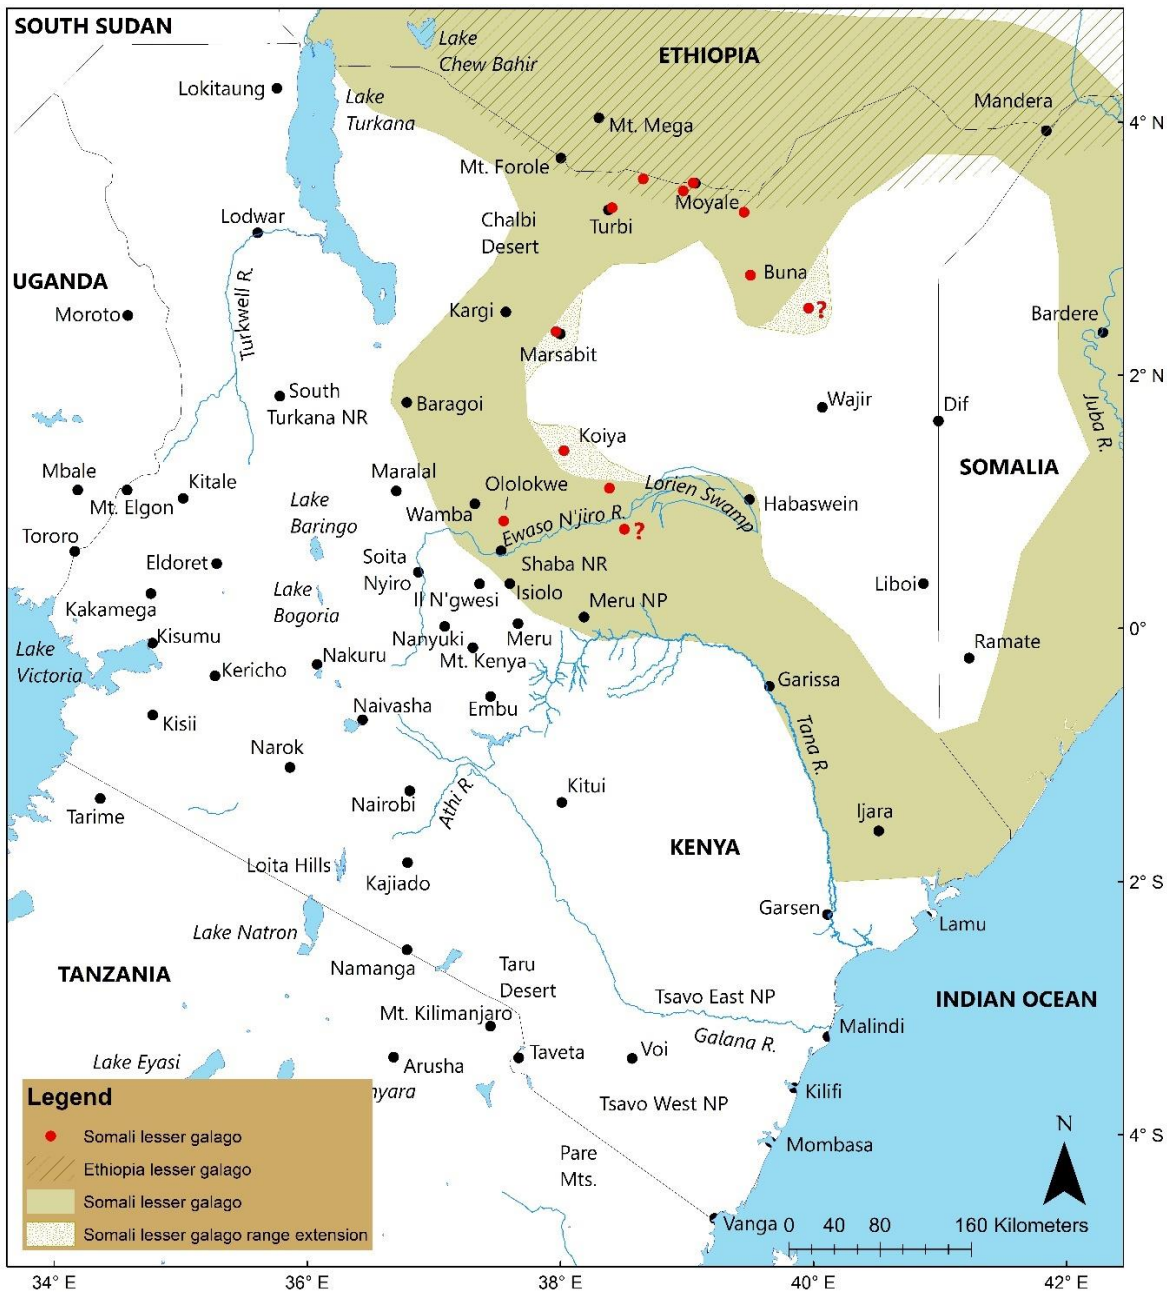 SOUTH SUDAN
Lake
Chew Bahir
ETHIOPIA
Lokitaung
Lake
Turkana
Mandera
4° N
Mt. Mega
Mt. Forole
Moyale
Lodwar
Chalbi
Desert
Turbi
UGANDA
Turkwell R.
Buna
Moroto
Kargi
?
Bardere
Marsabit
2° N
South
Turkana NR
Baragoi
Wajir
Dif
Juba R.
Koiya
SOMALIA
Mbale
Mt. Elgon
Kitale
Maralal
Ololokwe
Lorien Swamp
Habaswein
Lake
Baringo
Wamba
Ewaso N'jiro R.
?
Tororo
Eldoret
Soita
Nyiro
Shaba NR
Liboi
Kakamega
Lake
Bogoria
Il N'gwesi
Isiolo
Meru NP
0°
Kisumu
Nanyuki
Meru
Ramate
Lake
Victoria
Kericho
Nakuru
Mt. Kenya
Garissa
Kisii
Naivasha
Embu
Tana R.
Narok
Nairobi
Athi R.
Kitui
Tarime
Ijara
KENYA
Loita Hills
Kajiado
2° S
Lake Natron
Garsen
Lamu
TANZANIA
Namanga
Taru
Desert
Tsavo East NP
INDIAN OCEAN
Mt. Kilimanjaro
Galana R.
Malindi
Lake Eyasi
Arusha
Taveta
Voi
nyara
Tsavo West NP
Kilifi
Legend
Somali lesser galago
Ethiopia lesser galago
Somali lesser galago
Somali lesser galago range extension
Pare
Mts.
Mombasa
N
4° S
Vanga
0 40 80 160 Kilometers
34° E 36° E 38° E 40° E 42° E